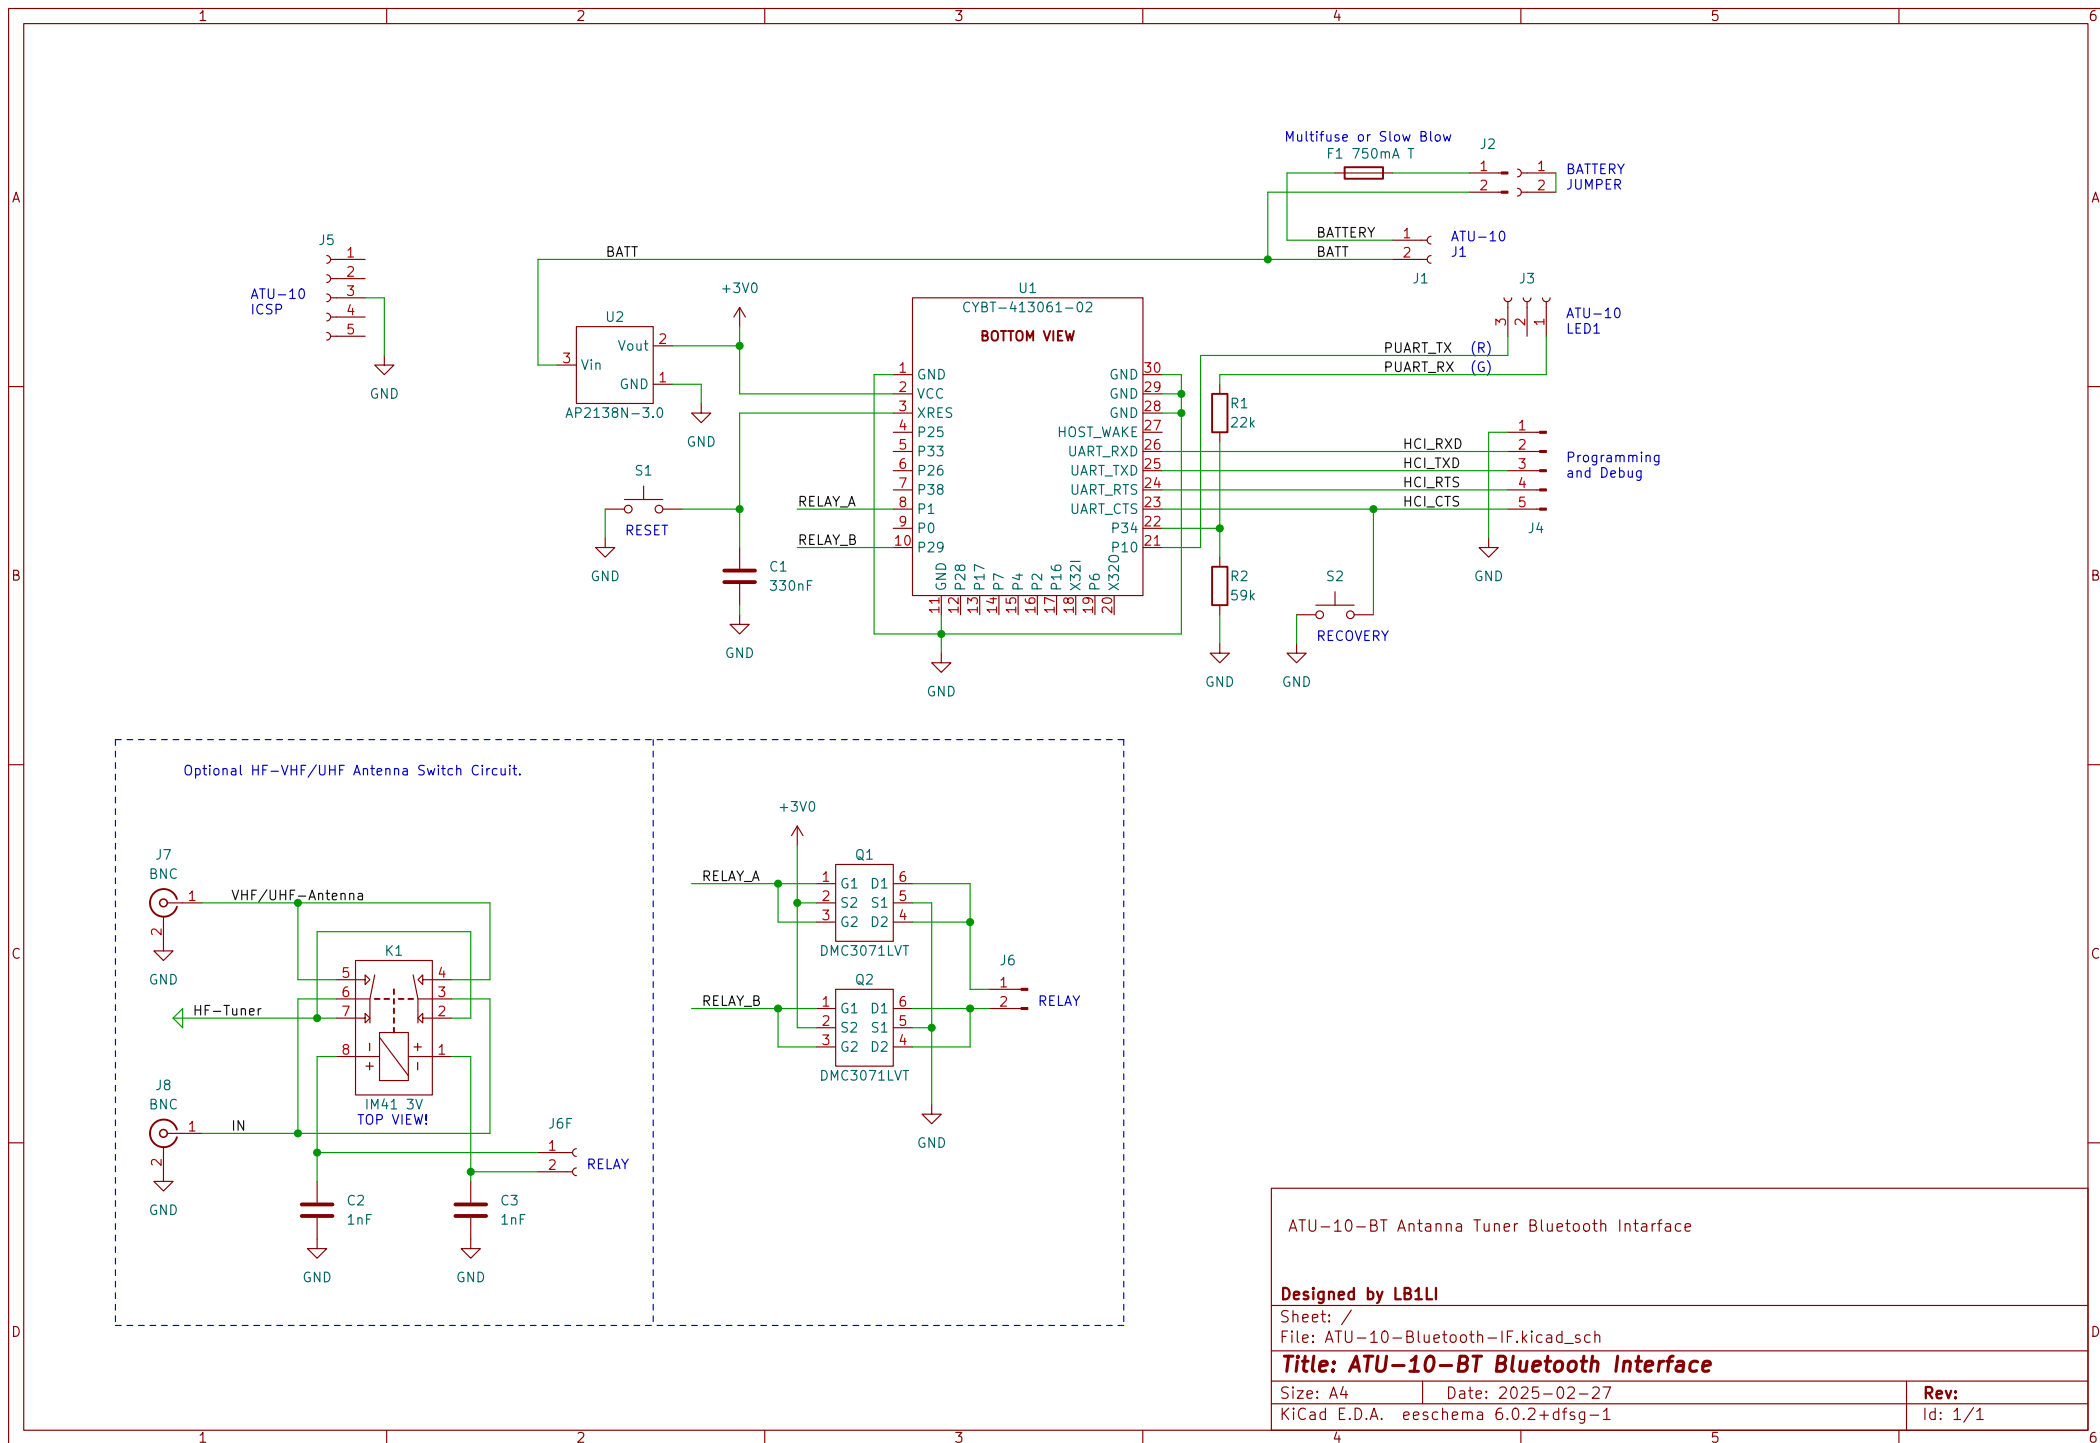 1 2 3 4 5 6
A
B
C
D
A
B
C
D
1 2 3 4 5 6
Multifuse or Slow Blow
F1 750mA T
J2
1 1
2 2
BATTERY
JUMPER
BATTERY 1
BATT 2
ATU-10
J1
J1
BATT
J5
1
2
3
4
5
ATU-10
ICSP
GND
+3V0
U2
Vout 2
3 Vin
GND 1
AP2138N-3.0
GND
S1
RESET
GND
C1
330nF
GND
U1
CYBT-413061-02
BOTTOM VIEW
1 GND
2 VCC
3 XRES
4 P25
5 P33
6 P26
7 P38
RELAY_A 8 P1
9 P0
RELAY_B 10 P29
GND 11
P28 12
P17 13
P7 14
P4 15
P2 16
P16 17
X32I 18
P6 19
X32O 20
GND 30
GND 29
GND 28
HOST_WAKE 27
UART_RXD 26
UART_TXD 25
UART_RTS 24
UART_CTS 23
P34 22
P10 21
GND
J3
3 2 1
ATU-10
LED1
PUART_TX (R)
PUART_RX (G)
R1
22k
R2
59k
GND
1
HCI_RXD 2
HCI_TXD 3
HCI_RTS 4
HCI_CTS 5
J4
Programming
and Debug
GND
S2
RECOVERY
GND
Optional HF-VHF/UHF Antenna Switch Circuit.
J7
BNC
1
2
GND
VHF/UHF-Antenna
K1
5 4
6 3
7 2
8 1
- +
+ -
IM41 3V
TOP VIEW!
HF-Tuner
J8
BNC
1
2
GND
IN
J6F
1
2
RELAY
C2
1nF
GND
C3
1nF
GND
+3V0
Q1
RELAY_A
1 G1 D1 6
2 S2 S1 5
3 G2 D2 4
DMC3071LVT
Q2
RELAY_B
1 G1 D1 6
2 S2 S1 5
3 G2 D2 4
DMC3071LVT
J6
1
2
RELAY
GND
ATU-10-BT Antanna Tuner Bluetooth Intarface
Designed by LB1LI
Sheet: /
File: ATU-10-Bluetooth-IF.kicad_sch
Title: ATU-10-BT Bluetooth Interface
Size: A4 Date: 2025-02-27 Rev:
KiCad E.D.A. eeschema 6.0.2+dfsg-1 Id: 1/1